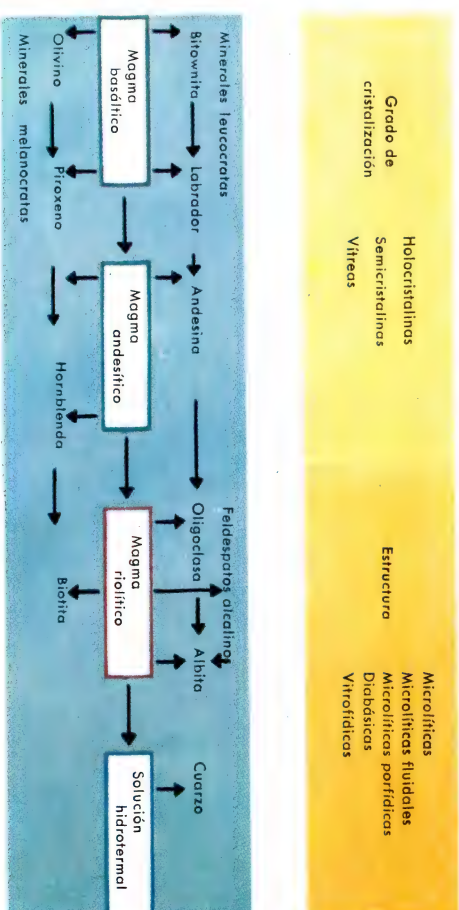 Grado de
cristalización
Holocristalinas
Semicristalinas
Vítreas
Estructura
Microlíticas
Microlíticas fluidales
Microlíticas porfídicas
Diabásicas
Vitrofídicas
Minerales leucocratas
Bitownita
Labrador
Andesina
Oligoclasa
Feldespatos alcalinos
Albita
Cuarzo
Magma
basáltico
Magma
andesítico
Magma
riolítico
Solución
hidrotermal
Olivino
Piroxeno
Hornblenda
Biotita
Minerales melanocratas